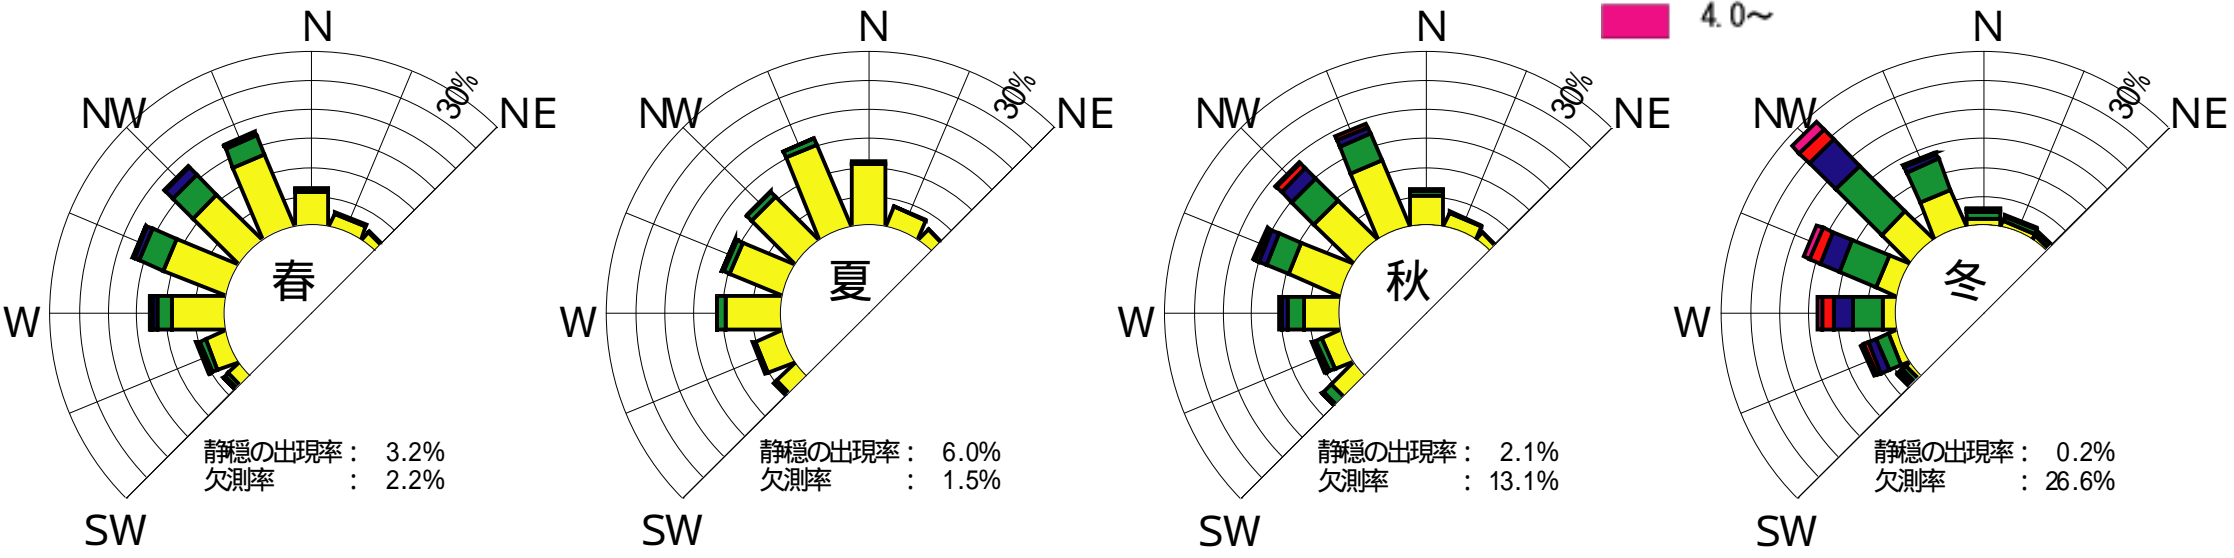 4.0～
N
NW
30%
NE
春
W
静穏の出現率： 3.2%
欠測率 ： 2.2%
SW
N
NW
30%
NE
夏
W
静穏の出現率： 6.0%
欠測率 ： 1.5%
SW
N
NW
30%
NE
秋
W
静穏の出現率： 2.1%
欠測率 ： 13.1%
SW
N
NW
30%
NE
冬
W
静穏の出現率： 0.2%
欠測率 ： 26.6%
SW